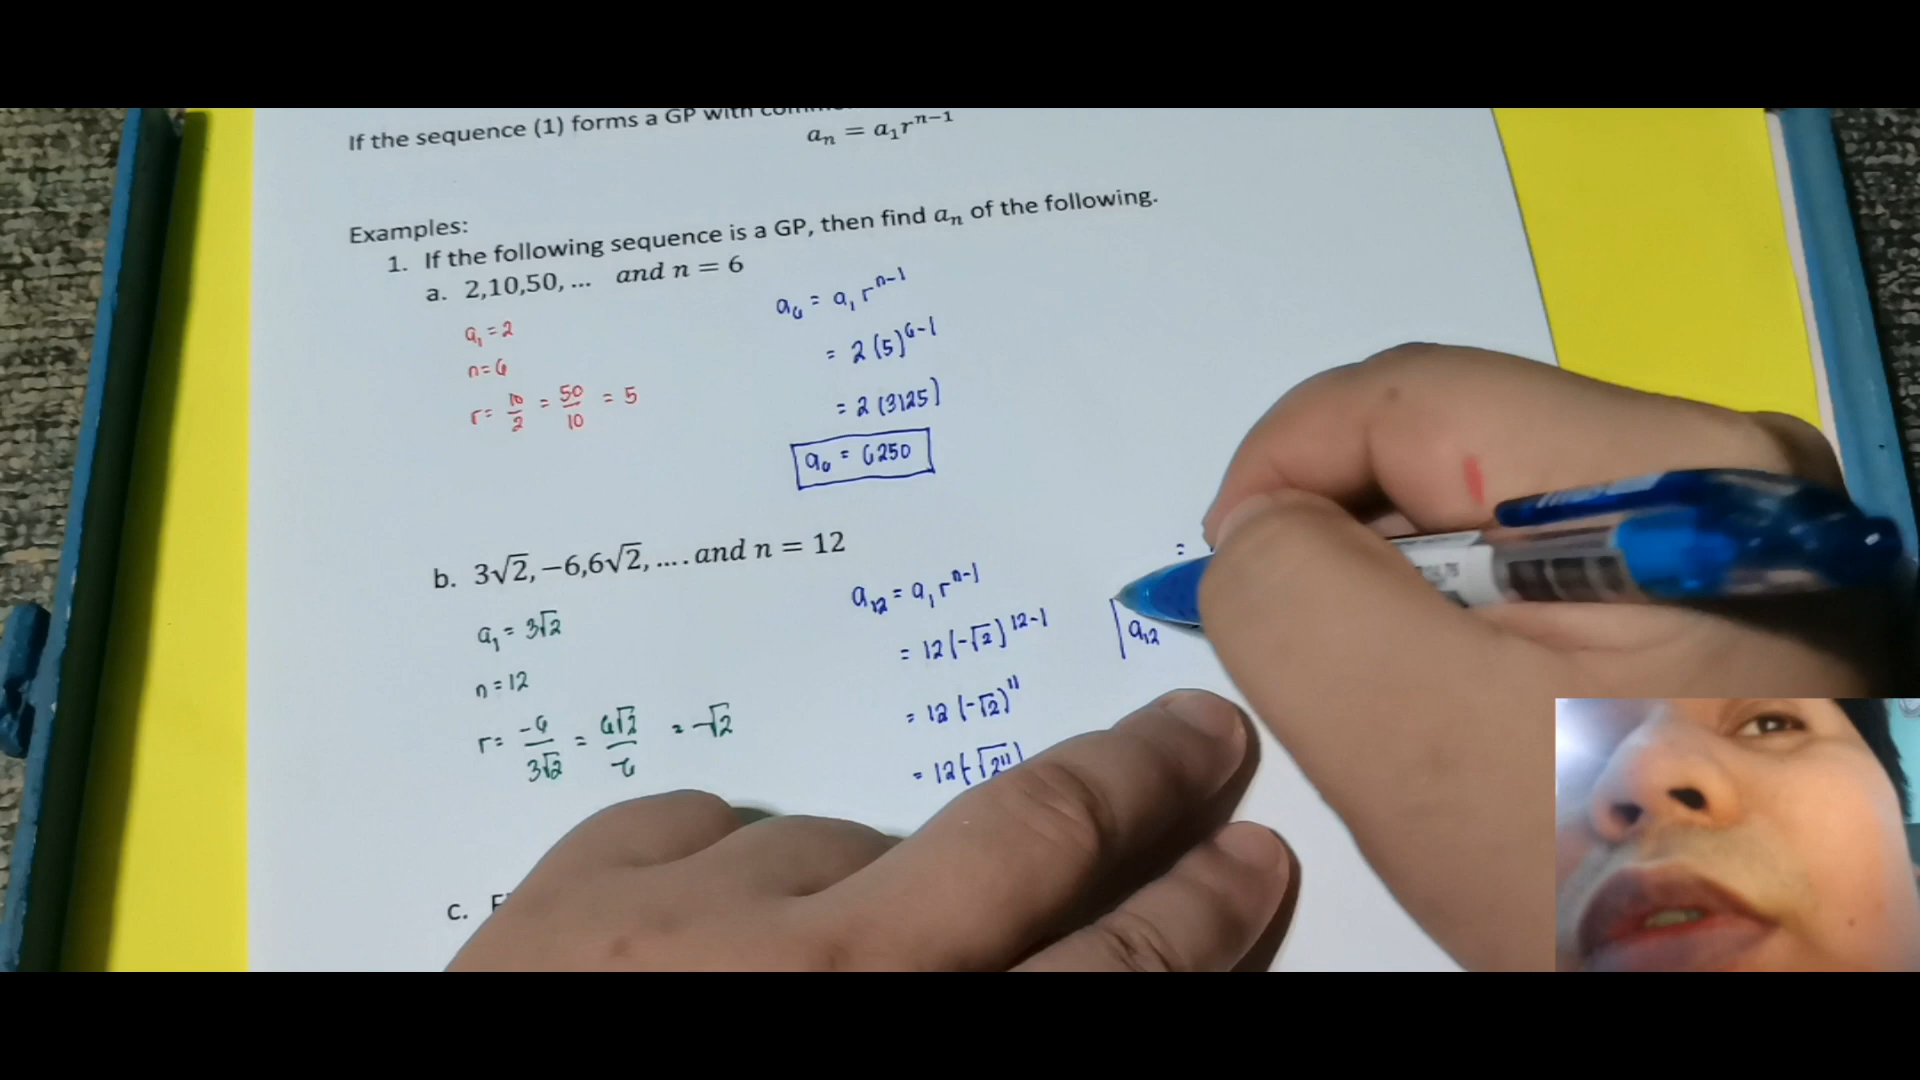 If the sequence (1) forms a GP with
aₙ = a₁rⁿ⁻¹
Examples:
1. If the following sequence is a GP, then find aₙ of the following.
a. 2,10,50, ... and n = 6
a₁ = 2
n = 6
r = 10/2 = 50/10 = 5
a₆ = a₁ rⁿ⁻¹
= 2 (5)⁶⁻¹
= 2 (3125)
a₆ = 6250
b. 3√2, −6,6√2, .... and n = 12
a₁ = 3√2
n = 12
r = -6/3√2 = 6√2/-6 = -√2
a₁₂ = a₁ rⁿ⁻¹
= 12 (-√2)¹²⁻¹
= 12 (-√2)¹¹
= 12 (-√2¹¹)
=
a₁₂
c.